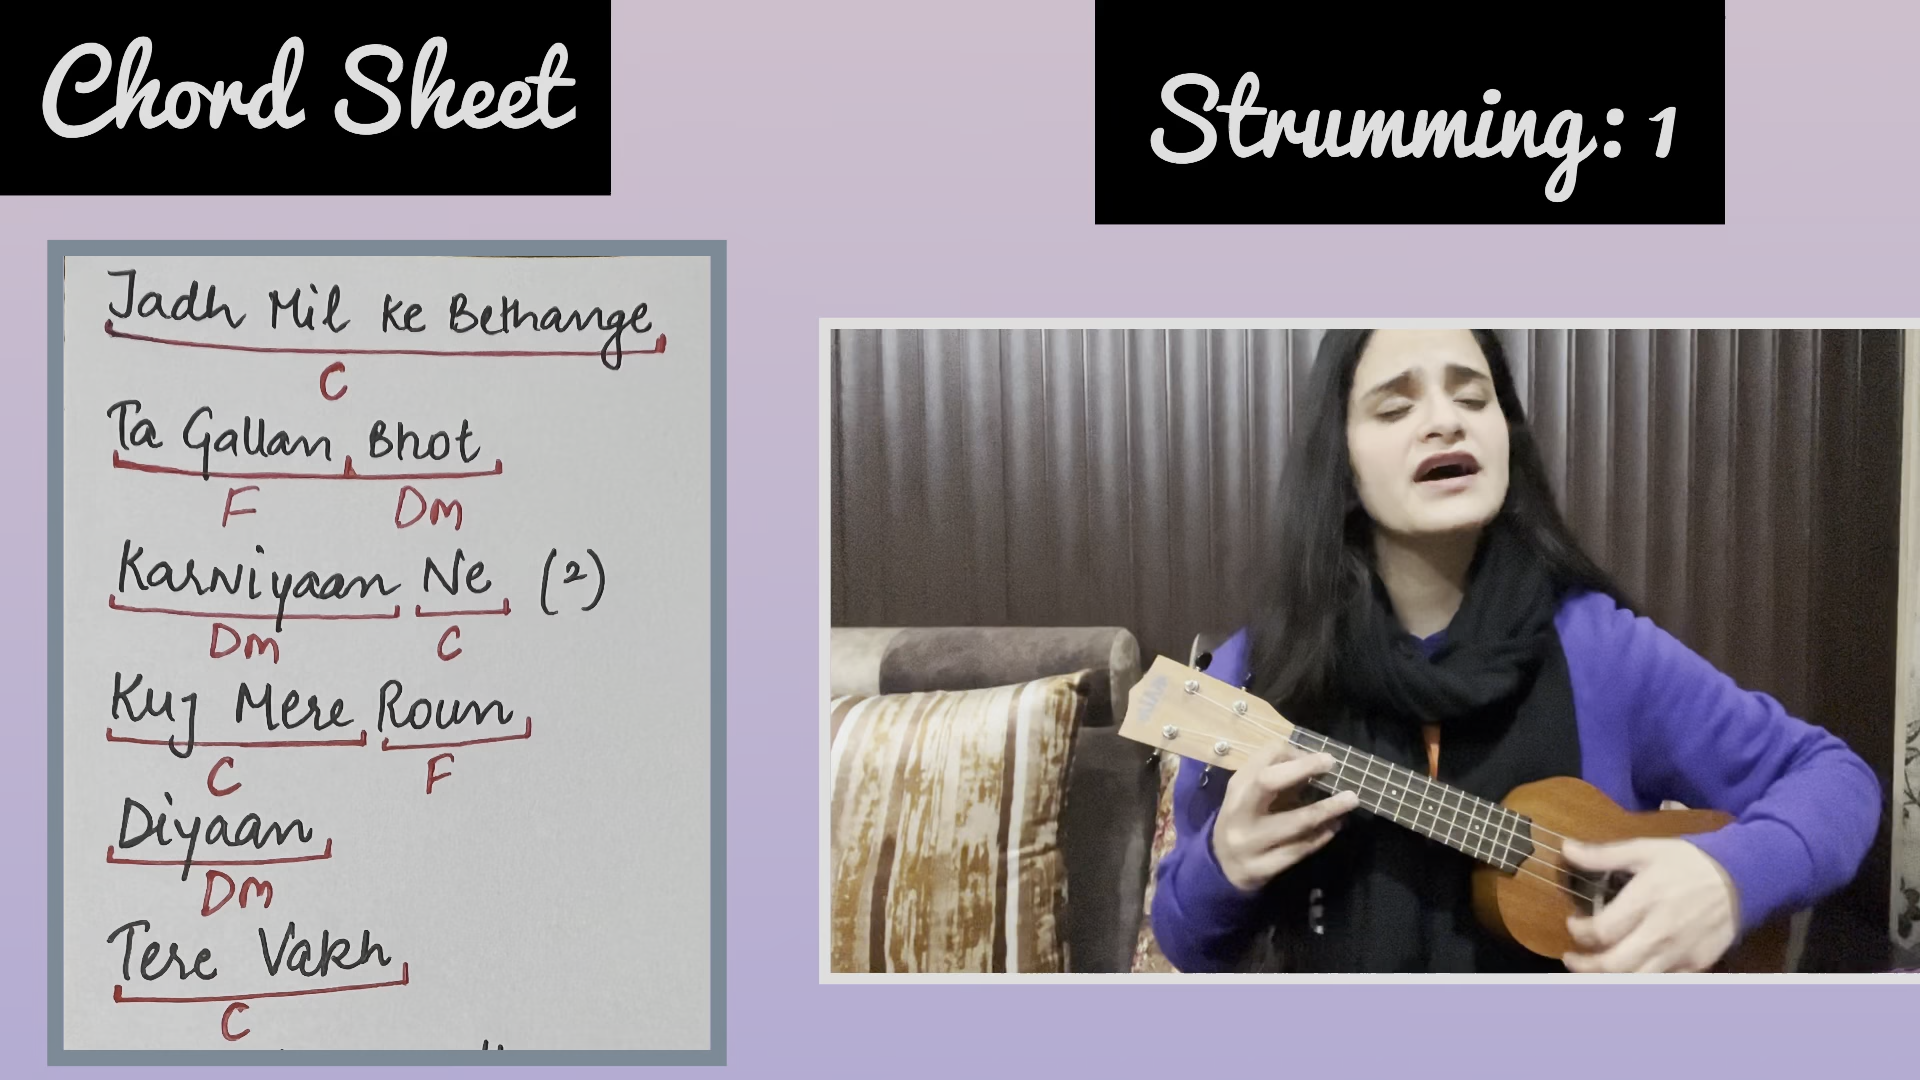 Chord Sheet
Strumming: 1
Jadh Mil ke Bethange
C
Ta Gallan Bhot
F Dm
Karniyaan Ne (2)
Dm C
Kuj Mere Roun
C F
Diyaan
Dm
Tere Vakh
C